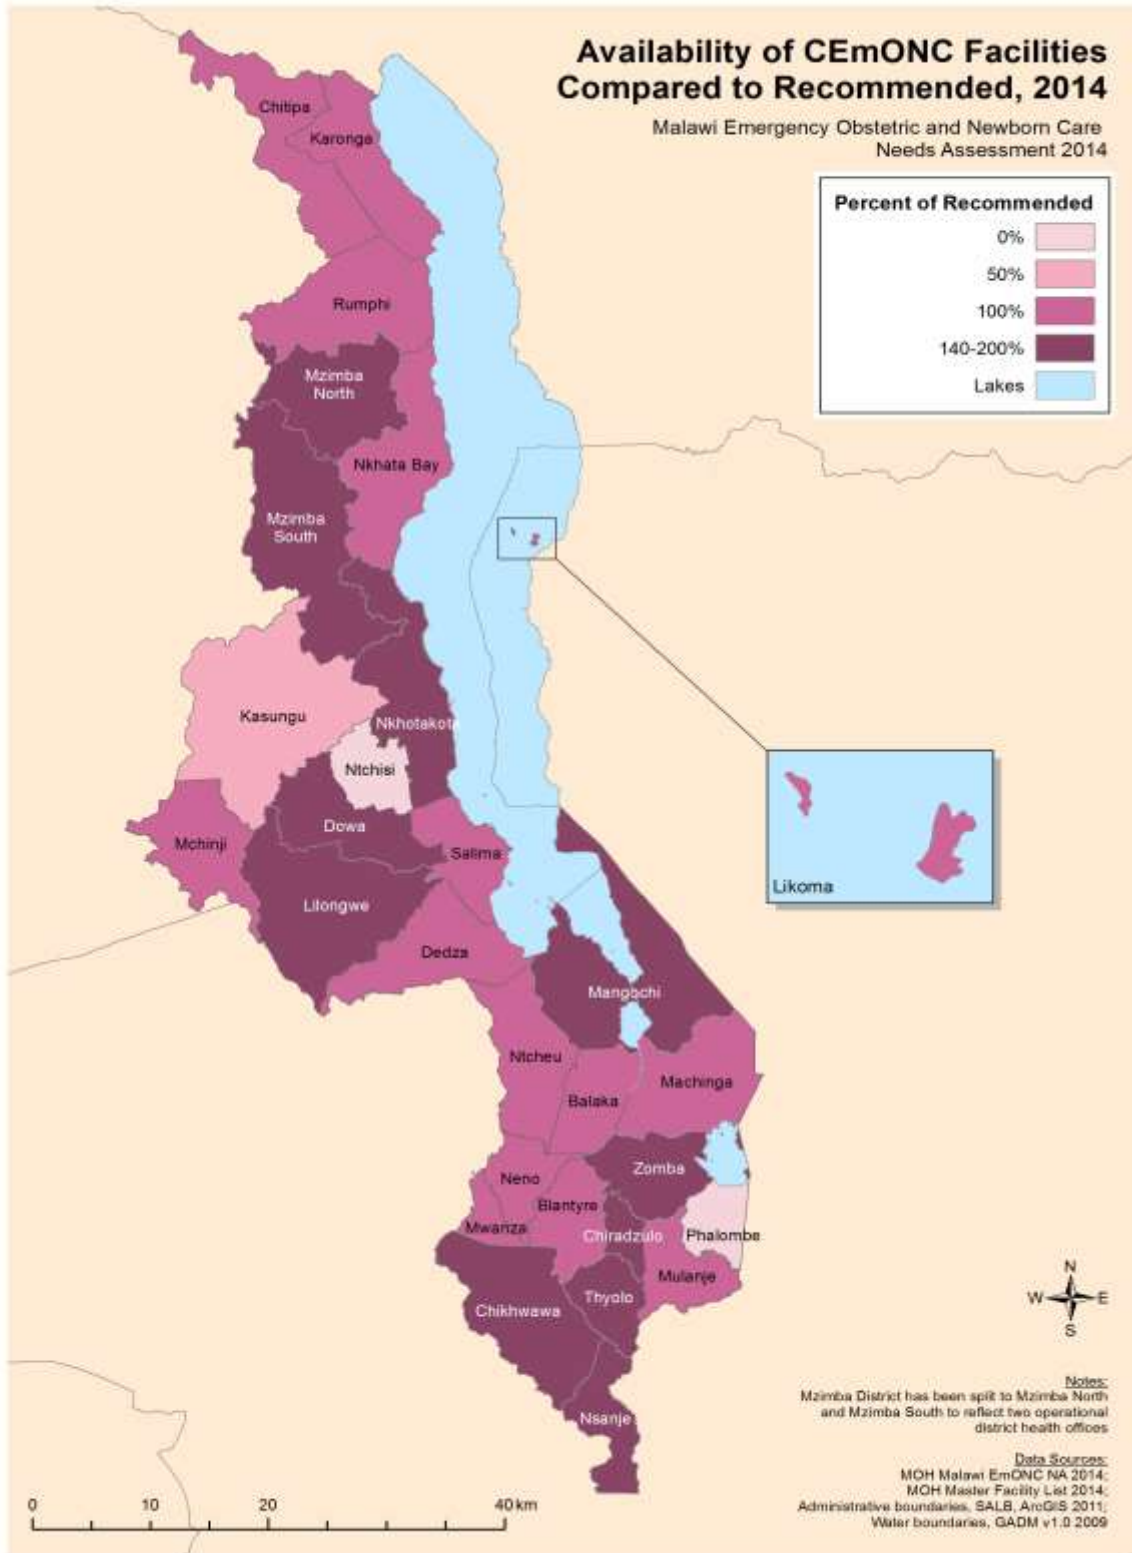 Availability of CEmONC Facilities
Compared to Recommended, 2014
Malawi Emergency Obstetric and Newborn Care
Needs Assessment 2014
Percent of Recommended
0%
50%
100%
140-200%
Lakes
Chitipa
Karonga
Rumphi
Mzimba
North
Nkhata Bay
Mzimba
South
Kasungu
Nkhotakota
Ntchisi
Dowa
Mchinji
Salima
Likoma
Lilongwe
Dedza
Mangochi
Ntcheu
Machinga
Balaka
Zomba
Neno
Blantyre
Mwanza
Chiradzulo
Phalombe
Mulanje
Thyolo
Chikhwawa
Nsanje
N
W
E
S
Notes:
Mzimba District has been split to Mzimba North
and Mzimba South to reflect two operational
district health offices
Data Sources:
MOH Malawi EmONC NA 2014;
MOH Master Facility List 2014;
Administrative boundaries, SALB, ArcGIS 2011;
Water boundaries, GADM v1.0 2009
0 10 20 40 km